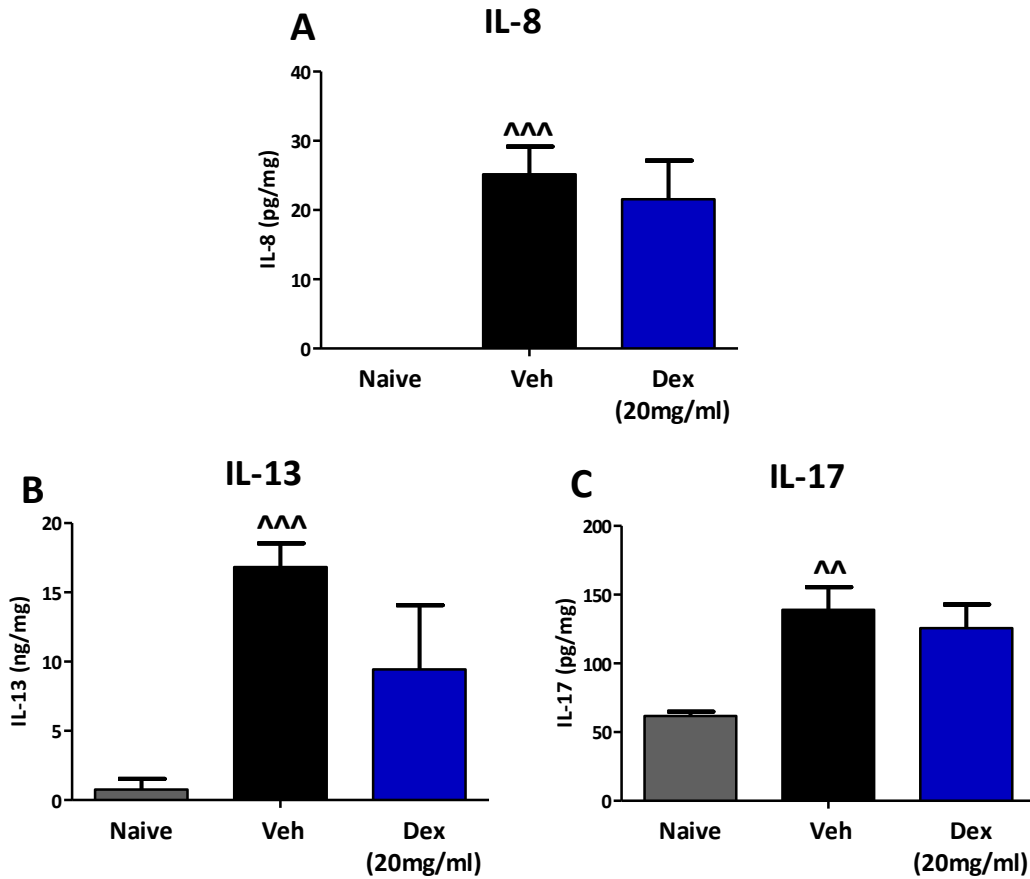 A
IL-8
IL-8 (pg/mg)
40
30
20
10
0
^^^
Naive
Veh
Dex
(20mg/ml)
B
IL-13
IL-13 (ng/mg)
20
15
10
5
0
^^^
Naive
Veh
Dex
(20mg/ml)
C
IL-17
IL-17 (pg/mg)
200
150
100
50
0
^^
Naive
Veh
Dex
(20mg/ml)